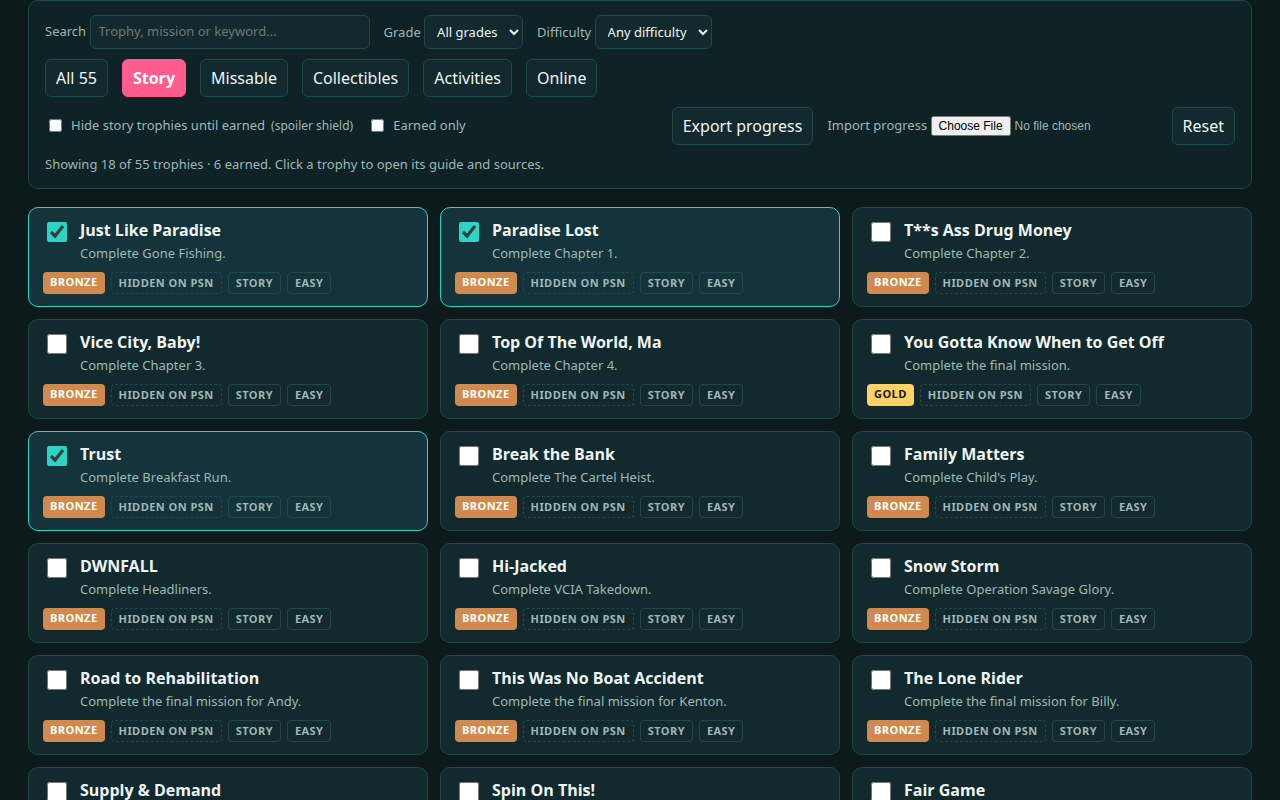 Search Trophy, mission or keyword... Grade All grades Difficulty Any difficulty
All 55 Story Missable Collectibles Activities Online
Hide story trophies until earned (spoiler shield) Earned only Export progress Import progress Choose File No file chosen Reset
Showing 18 of 55 trophies · 6 earned. Click a trophy to open its guide and sources.
Just Like Paradise
Complete Gone Fishing.
BRONZE HIDDEN ON PSN STORY EASY
Paradise Lost
Complete Chapter 1.
BRONZE HIDDEN ON PSN STORY EASY
T**s Ass Drug Money
Complete Chapter 2.
BRONZE HIDDEN ON PSN STORY EASY
Vice City, Baby!
Complete Chapter 3.
BRONZE HIDDEN ON PSN STORY EASY
Top Of The World, Ma
Complete Chapter 4.
BRONZE HIDDEN ON PSN STORY EASY
You Gotta Know When to Get Off
Complete the final mission.
GOLD HIDDEN ON PSN STORY EASY
Trust
Complete Breakfast Run.
BRONZE HIDDEN ON PSN STORY EASY
Break the Bank
Complete The Cartel Heist.
BRONZE HIDDEN ON PSN STORY EASY
Family Matters
Complete Child's Play.
BRONZE HIDDEN ON PSN STORY EASY
DWNFALL
Complete Headliners.
BRONZE HIDDEN ON PSN STORY EASY
Hi-Jacked
Complete VCIA Takedown.
BRONZE HIDDEN ON PSN STORY EASY
Snow Storm
Complete Operation Savage Glory.
BRONZE HIDDEN ON PSN STORY EASY
Road to Rehabilitation
Complete the final mission for Andy.
BRONZE HIDDEN ON PSN STORY EASY
This Was No Boat Accident
Complete the final mission for Kenton.
BRONZE HIDDEN ON PSN STORY EASY
The Lone Rider
Complete the final mission for Billy.
BRONZE HIDDEN ON PSN STORY EASY
Supply & Demand
Spin On This!
Fair Game